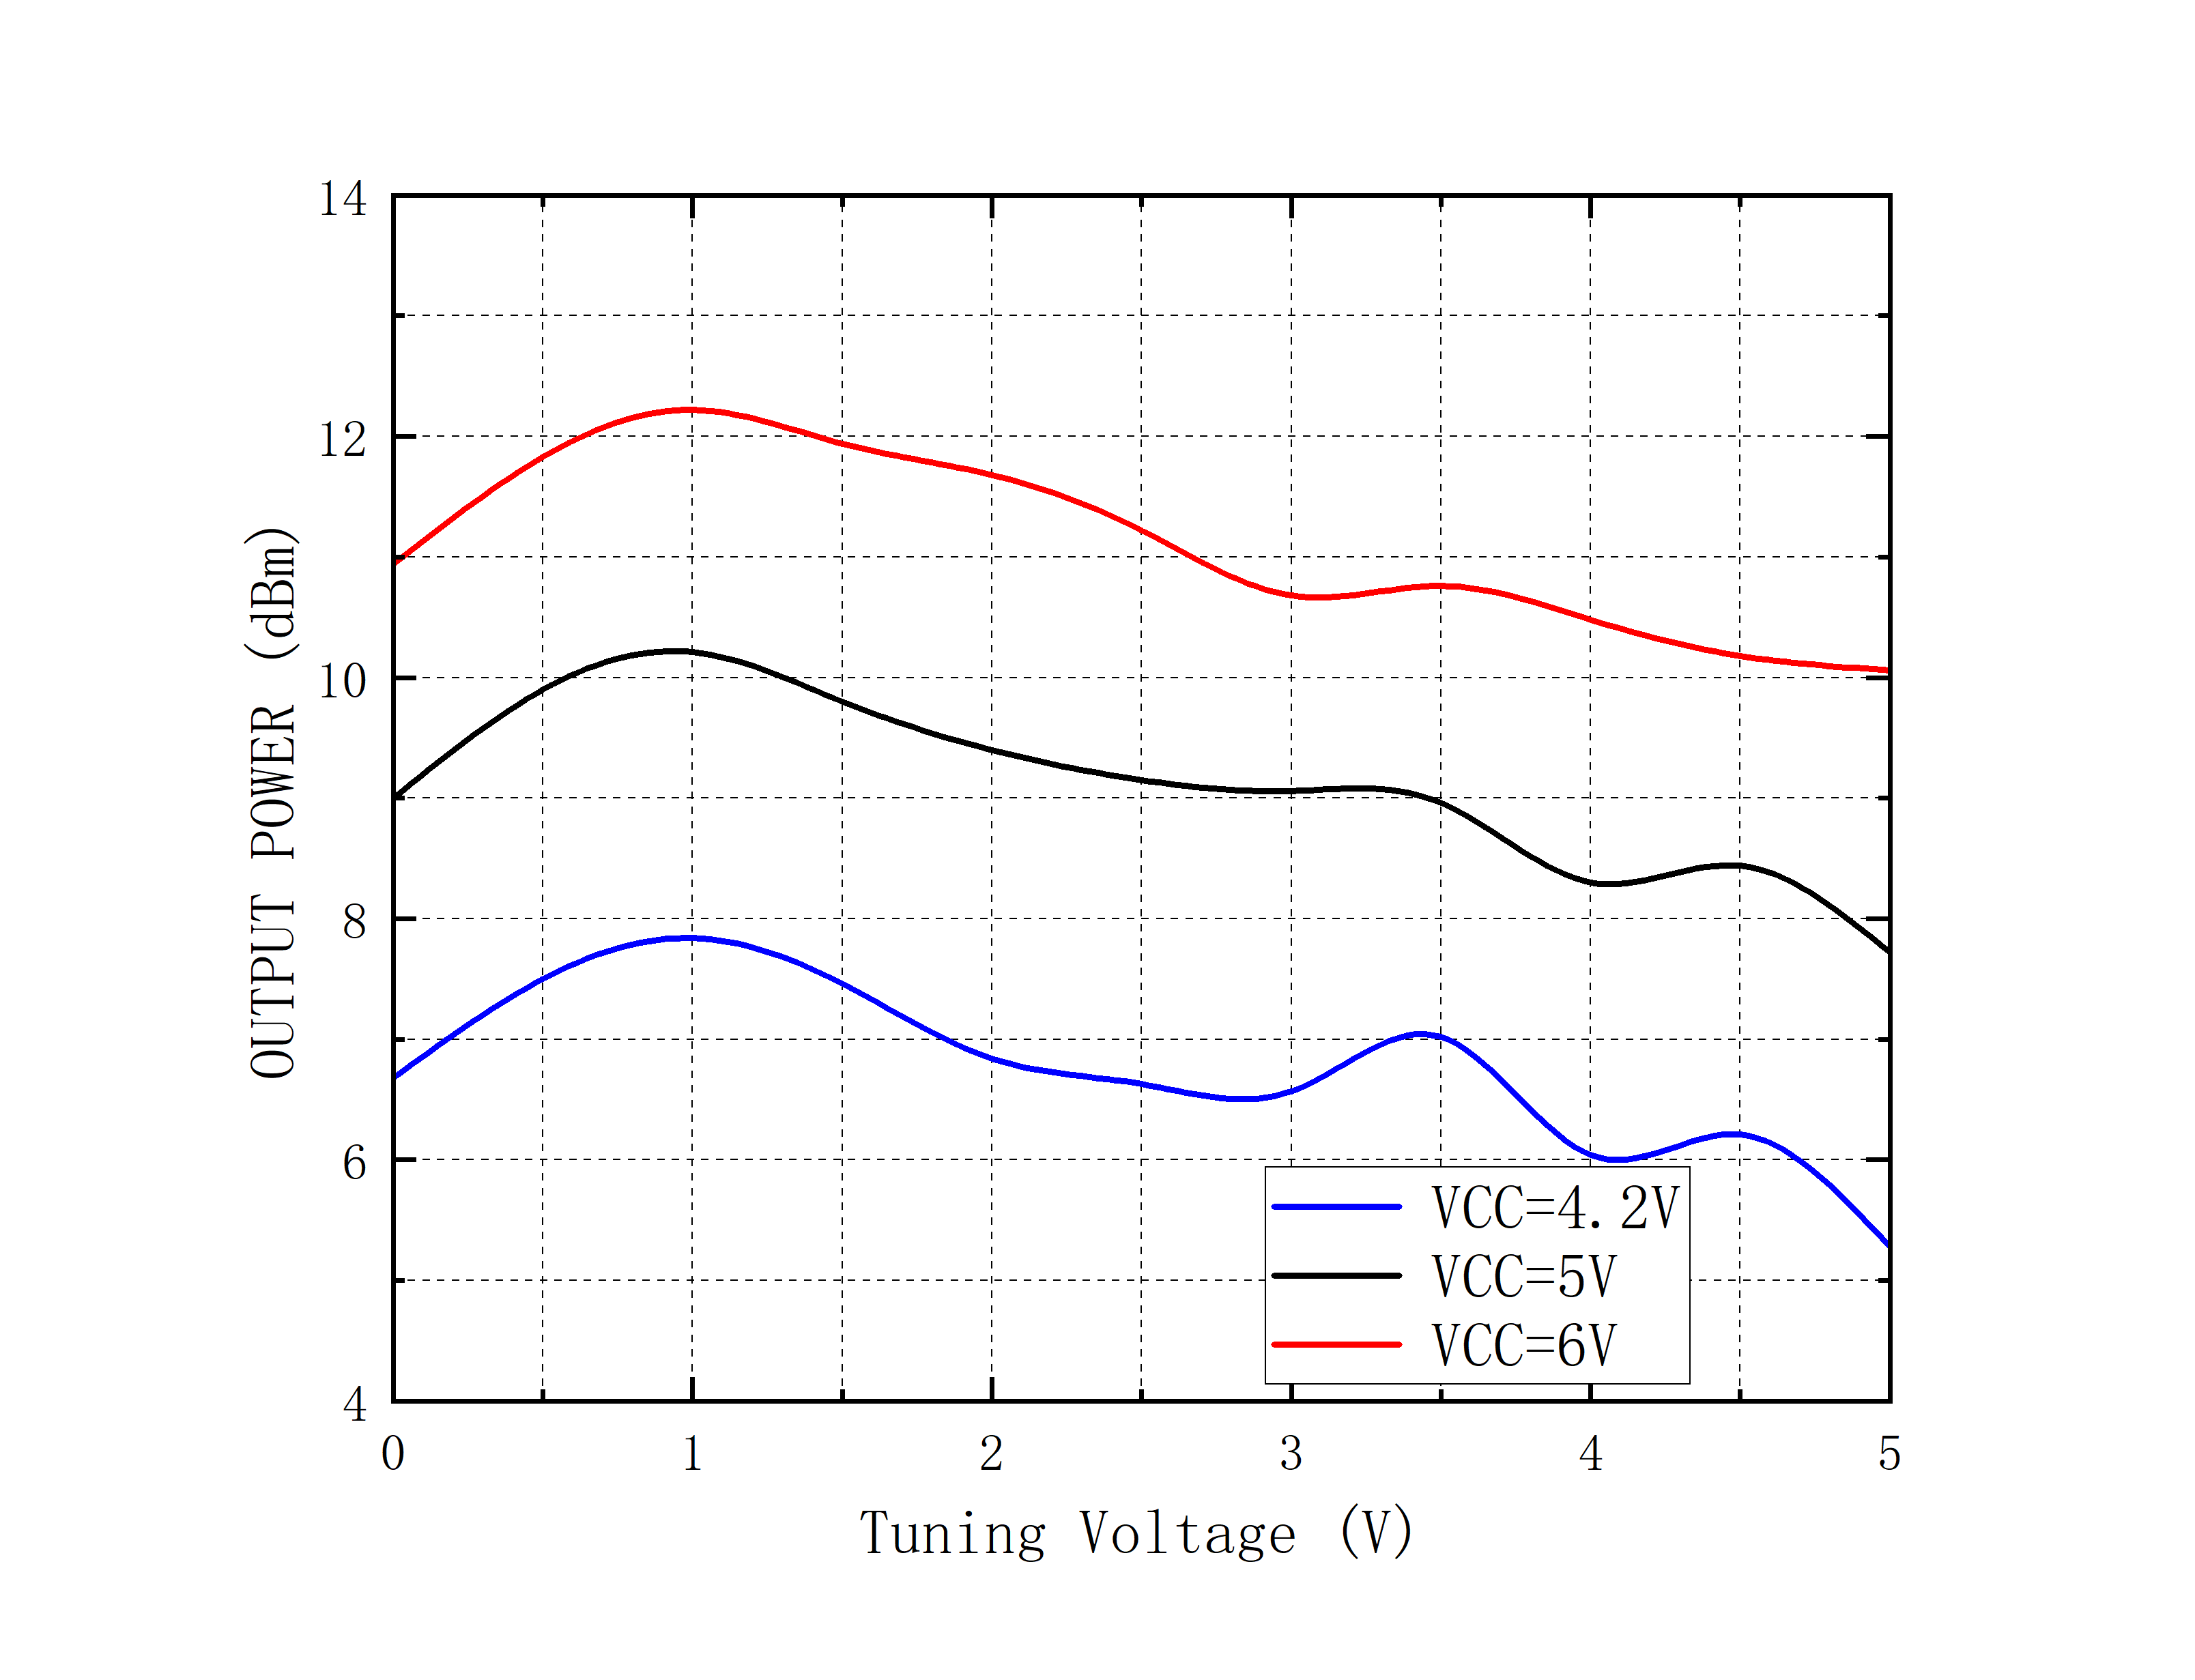 14
12
10
8
6
4
OUTPUT POWER (dBm)
VCC=4.2V
VCC=5V
VCC=6V
0 1 2 3 4 5
Tuning Voltage (V)